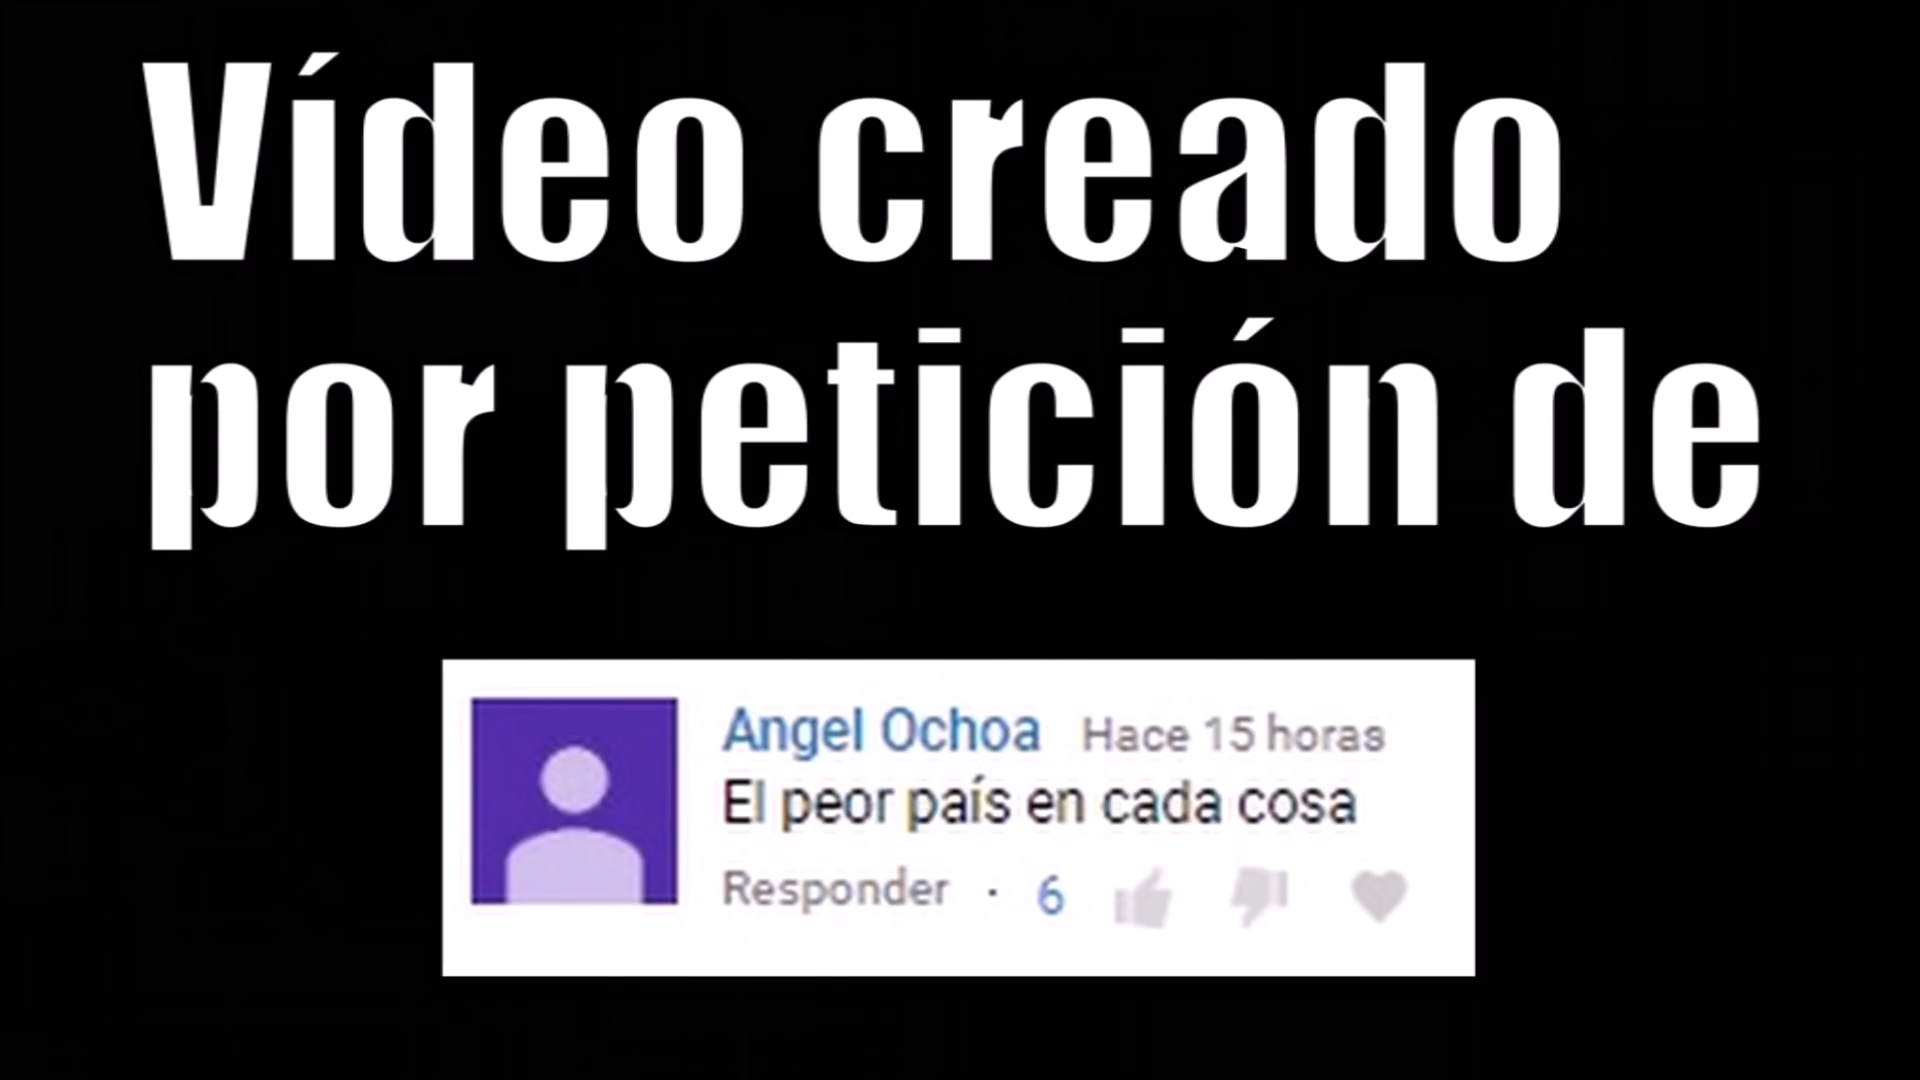 Vídeo creado
por petición de
Angel Ochoa Hace 15 horas
El peor país en cada cosa
Responder · 6